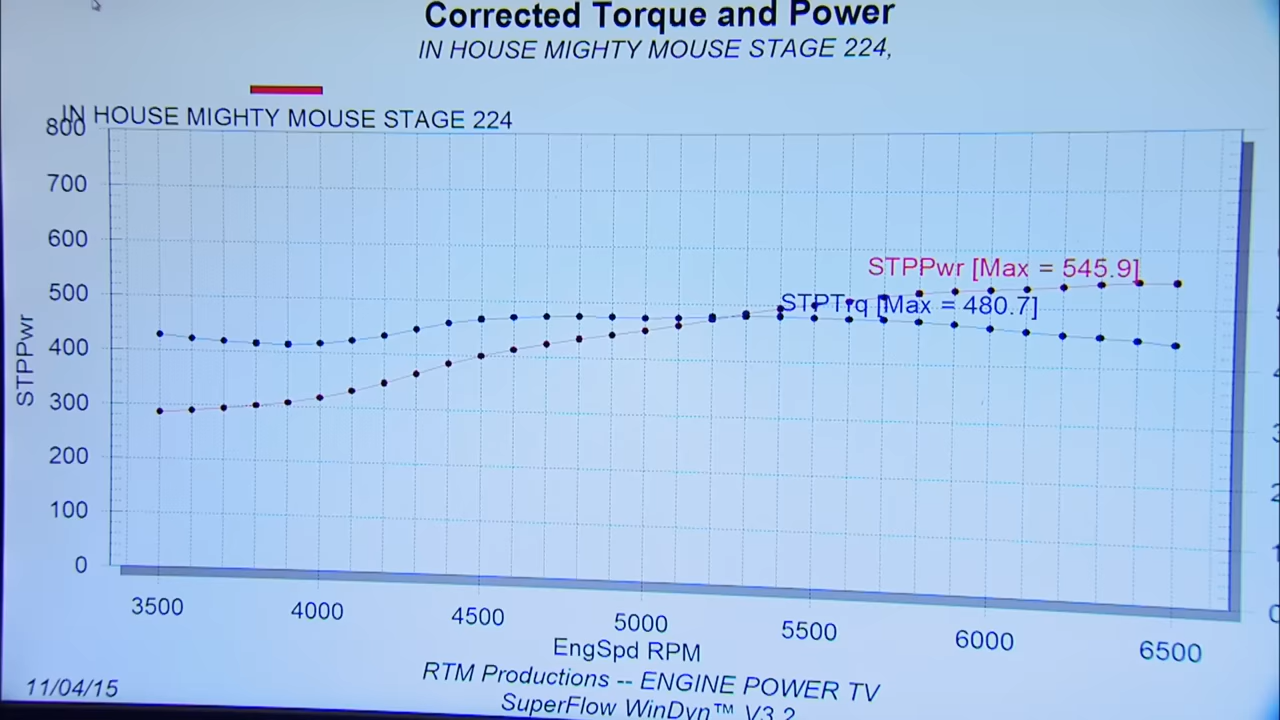 Corrected Torque and Power
IN HOUSE MIGHTY MOUSE STAGE 224,
IN HOUSE MIGHTY MOUSE STAGE 224
800
700
600
500
400
300
200
100
0
STPPwr
STPPwr [Max = 545.9]
STPTrq [Max = 480.7]
3500 4000 4500 5000 5500 6000 6500
EngSpd RPM
RTM Productions -- ENGINE POWER TV
11/04/15
SuperFlow WinDyn™ V3.2